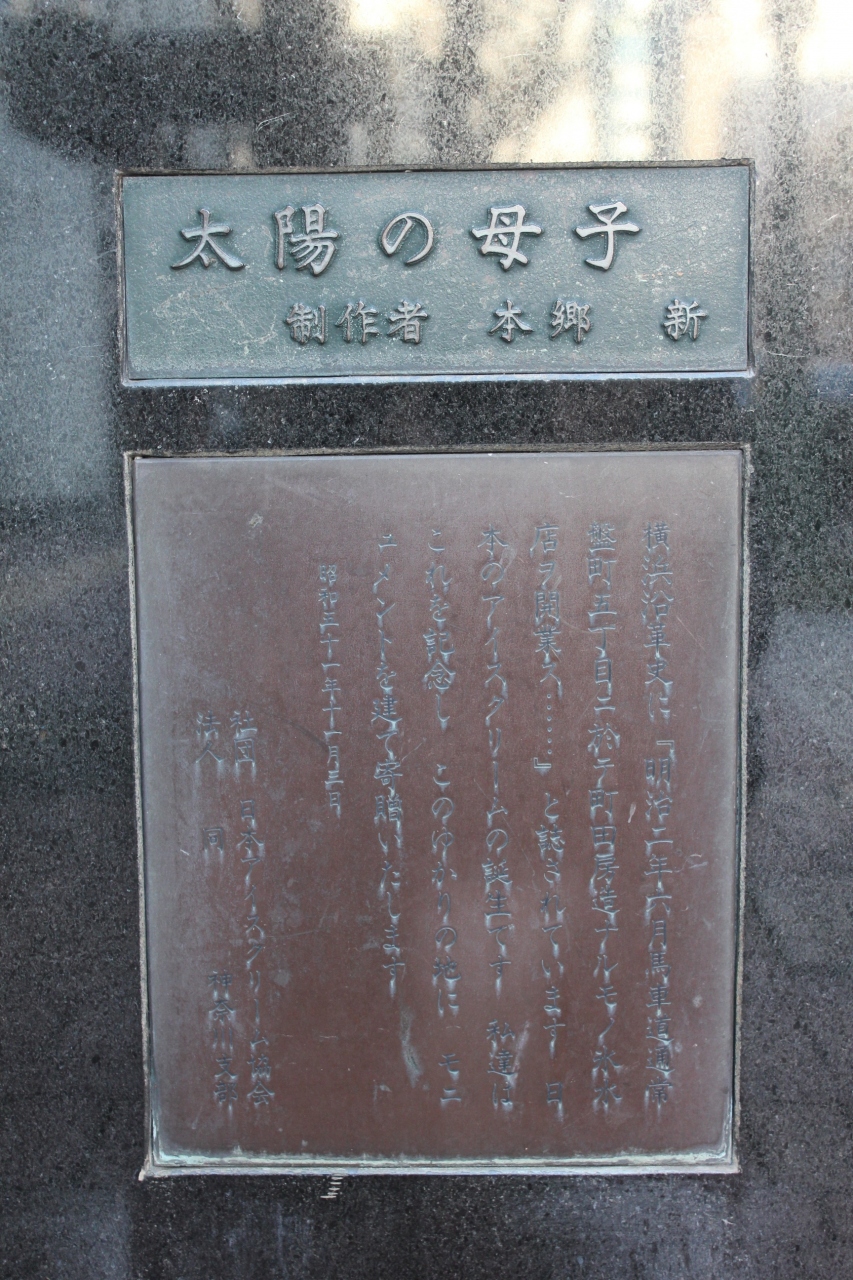 太陽の母子
制作者 本郷 新
横浜沿革史に『明治二年六月馬車道通常
盤町五丁目ニ於テ町田房造ナルモノ氷水
店ヲ開業ス……』と誌されています 日
本のアイスクリームの誕生です 私達は
これを記念し このゆかりの地に モニ
ュメントを建て寄贈いたします
昭和五十一年十一月三日
社団 日本アイスクリーム協会
法人 同 神奈川支部